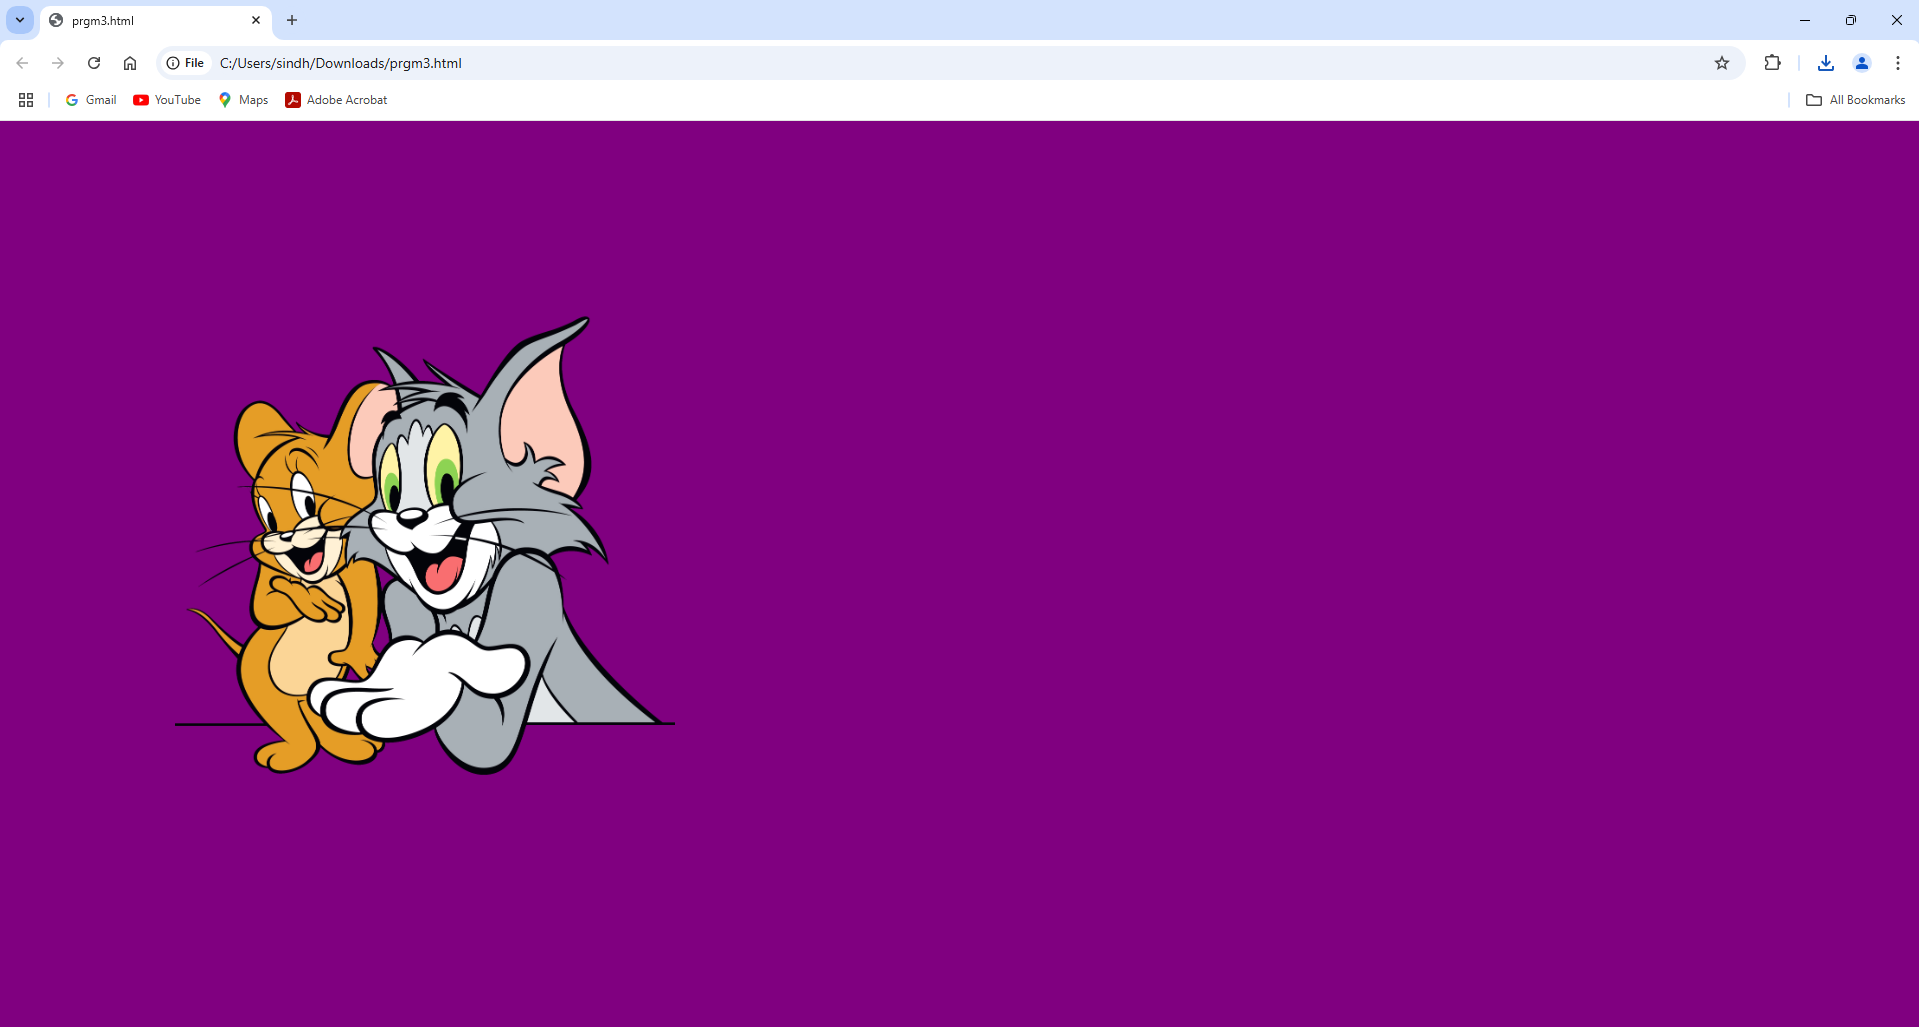 prgm3.html
File C:/Users/sindh/Downloads/prgm3.html
Gmail YouTube Maps Adobe Acrobat All Bookmarks